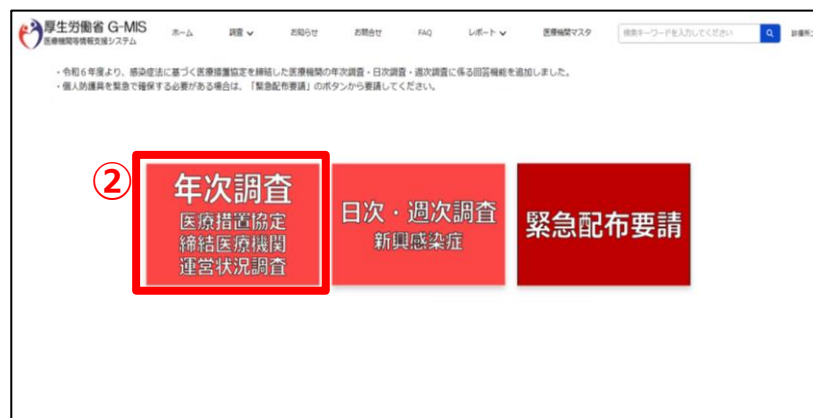 厚生労働省 G-MIS
医療機関等情報支援システム
ホーム 調査 お知らせ お問合せ FAQ レポート 医療機関マスタ 検索キーワードを入力してください
・令和6年度より、感染症法に基づく医療措置協定を締結した医療機関の年次調査・日次調査・週次調査に係る回答機能を追加しました。
・個人防護具を緊急で確保する必要がある場合は、「緊急配布要請」のボタンから要請してください。
②
年次調査
医療措置協定
締結医療機関
運営状況調査
日次・週次調査
新興感染症
緊急配布要請